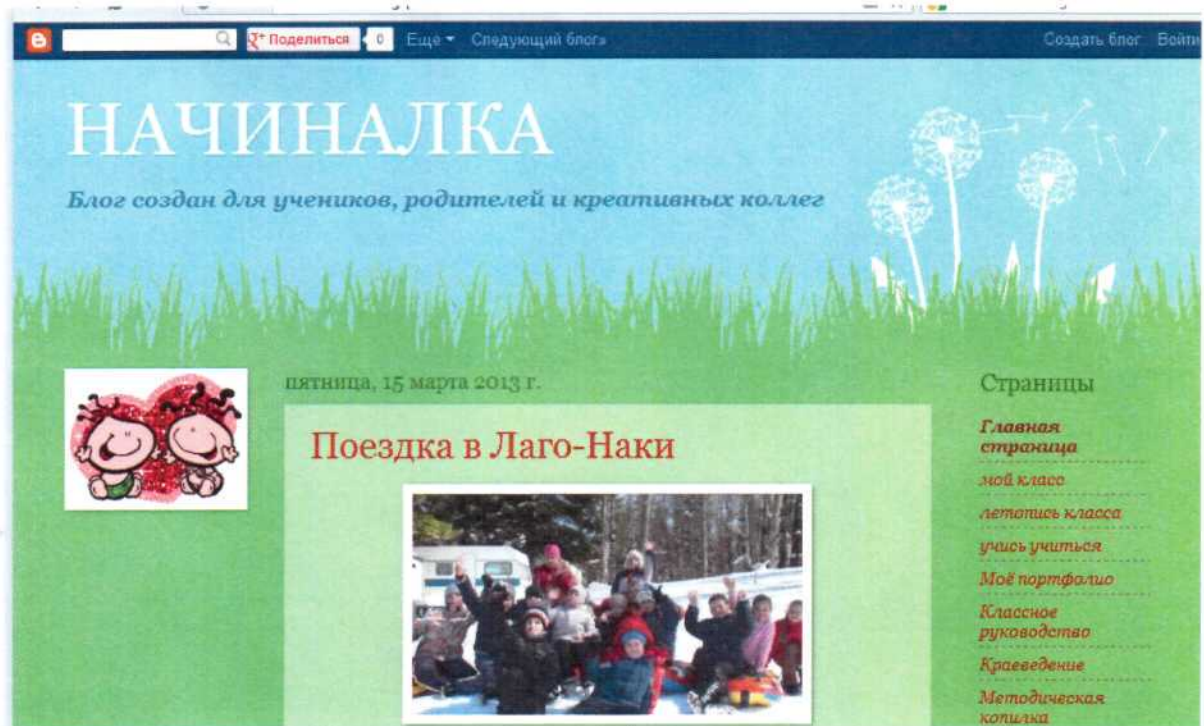 Поделиться 0 Еще Следующий блог» Создать блог Войти
НАЧИНАЛКА
Блог создан для учеников, родителей и креативных коллег
пятница, 15 марта 2013 г.
Поездка в Лаго-Наки
Страницы
Главная
страница
мой класс
летопись класса
учись учиться
Моё портфолио
Классное
руководство
Краеведение
Методическая
копилка